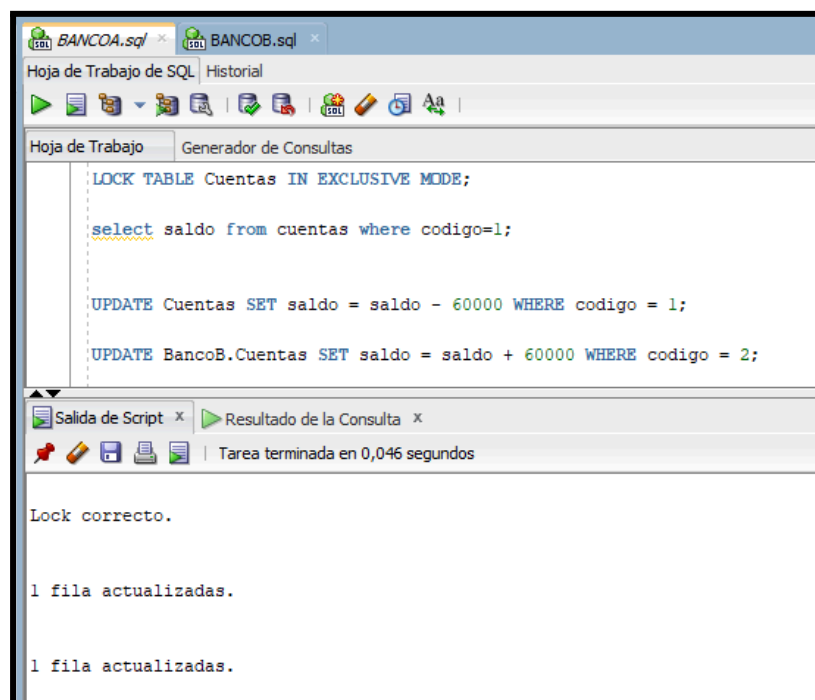 BANCOA.sql BANCOB.sql
Hoja de Trabajo de SQL Historial
Hoja de Trabajo Generador de Consultas
LOCK TABLE Cuentas IN EXCLUSIVE MODE;
select saldo from cuentas where codigo=1;
UPDATE Cuentas SET saldo = saldo - 60000 WHERE codigo = 1;
UPDATE BancoB.Cuentas SET saldo = saldo + 60000 WHERE codigo = 2;
Salida de Script x Resultado de la Consulta x
Tarea terminada en 0,046 segundos
Lock correcto.
1 fila actualizadas.
1 fila actualizadas.